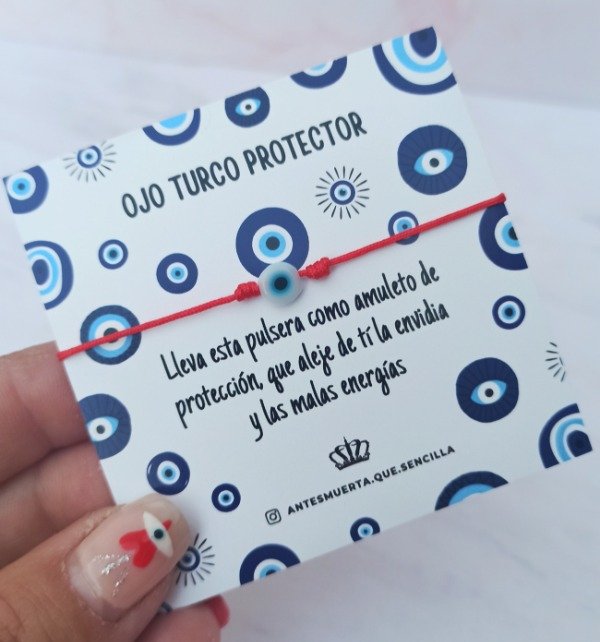 OJO TURCO PROTECTOR
Lleva esta pulsera como amuleto de
protección, que aleje de tí la envidia
y las malas energías
ANTESMUERTA.QUE.SENCILLA